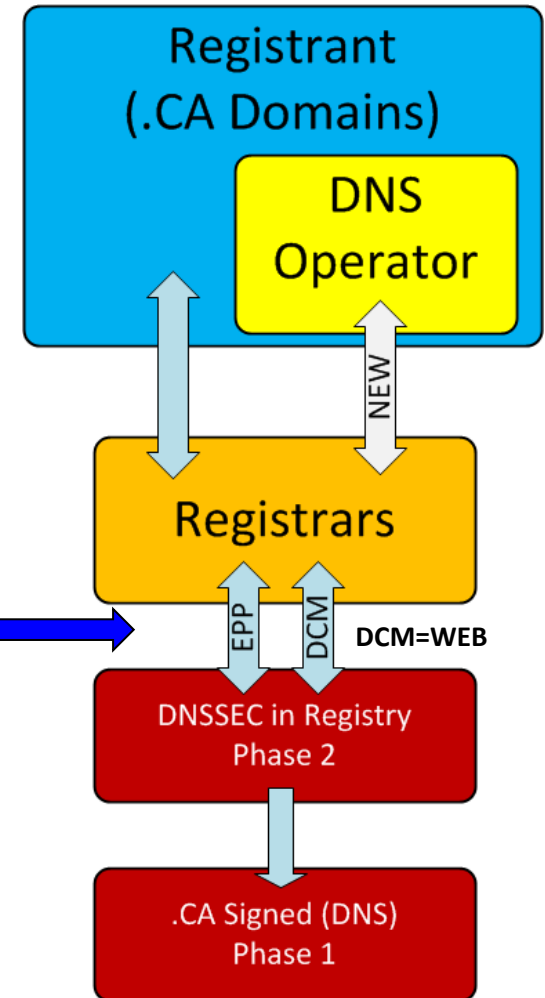 Registrant
(.CA Domains)
DNS
Operator
NEW
Registrars
EPP
DCM
DCM=WEB
DNSSEC in Registry
Phase 2
.CA Signed (DNS)
Phase 1